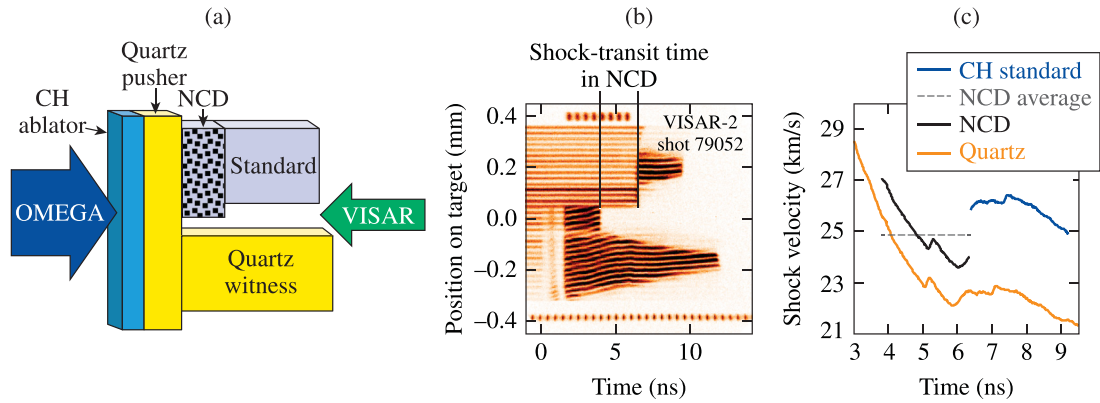 (a)
Quartz
pusher
CH
ablator
NCD
Standard
OMEGA
VISAR
Quartz
witness
(b)
Shock-transit time
in NCD
VISAR-2
shot 79052
Position on target (mm)
0.4
0.2
0.0
–0.2
–0.4
0
5
10
Time (ns)
(c)
CH standard
NCD average
NCD
Quartz
Shock velocity (km/s)
29
27
25
23
21
3
4
5
6
7
8
9
Time (ns)